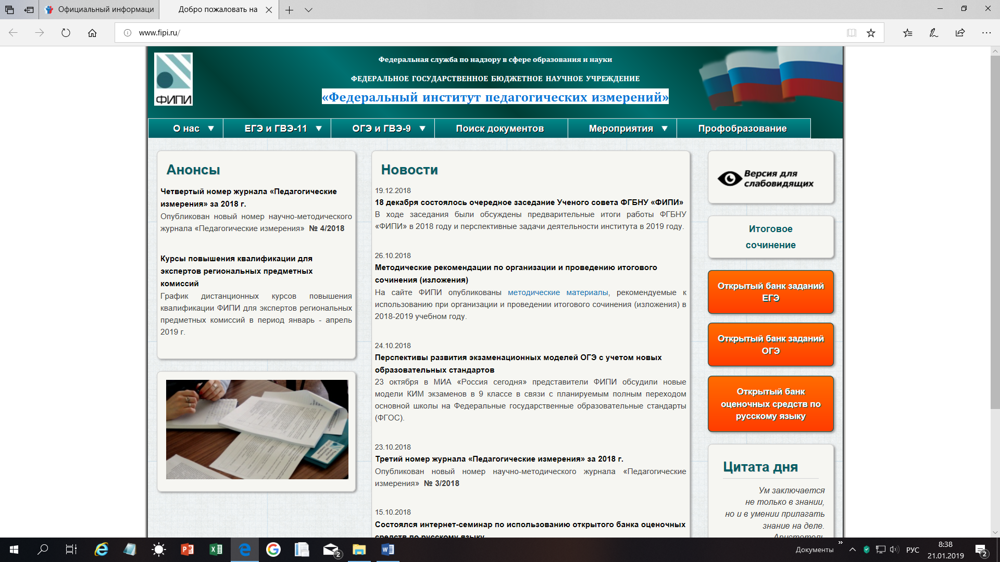 Официальный информаци
Добро пожаловать на
www.fipi.ru/
ФИПИ
Федеральная служба по надзору в сфере образования и науки
ФЕДЕРАЛЬНОЕ ГОСУДАРСТВЕННОЕ БЮДЖЕТНОЕ НАУЧНОЕ УЧРЕЖДЕНИЕ
«Федеральный институт педагогических измерений»
О нас ▼ ЕГЭ и ГВЭ-11 ▼ ОГЭ и ГВЭ-9 ▼ Поиск документов Мероприятия ▼ Профобразование
Анонсы
Четвертый номер журнала «Педагогические
измерения» за 2018 г.
Опубликован новый номер научно-методического
журнала «Педагогические измерения» № 4/2018
Курсы повышения квалификации для
экспертов региональных предметных
комиссий
График дистанционных курсов повышения
квалификации ФИПИ для экспертов региональных
предметных комиссий в период январь - апрель
2019 г.
Новости
19.12.2018
18 декабря состоялось очередное заседание Ученого совета ФГБНУ «ФИПИ»
В ходе заседания были обсуждены предварительные итоги работы ФГБНУ
«ФИПИ» в 2018 году и перспективные задачи деятельности института в 2019 году.
26.10.2018
Методические рекомендации по организации и проведению итогового
сочинения (изложения)
На сайте ФИПИ опубликованы методические материалы, рекомендуемые к
использованию при организации и проведении итогового сочинения (изложения) в
2018-2019 учебном году.
24.10.2018
Перспективы развития экзаменационных моделей ОГЭ с учетом новых
образовательных стандартов
23 октября в МИА «Россия сегодня» представители ФИПИ обсудили новые
модели КИМ экзаменов в 9 классе в связи с планируемым полным переходом
основной школы на Федеральные государственные образовательные стандарты
(ФГОС).
23.10.2018
Третий номер журнала «Педагогические измерения» за 2018 г.
Опубликован новый номер научно-методического журнала «Педагогические
измерения» № 3/2018
15.10.2018
Состоялся интернет-семинар по использованию открытого банка оценочных
средств по русскому языку
Версия для
слабовидящих
Итоговое
сочинение
Открытый банк заданий
ЕГЭ
Открытый банк заданий
ОГЭ
Открытый банк
оценочных средств по
русскому языку
Цитата дня
Ум заключается
не только в знании,
но и в умении прилагать
знание на деле.
Аристотель
2
Документы
»
РУС
8:38
21.01.2019
2